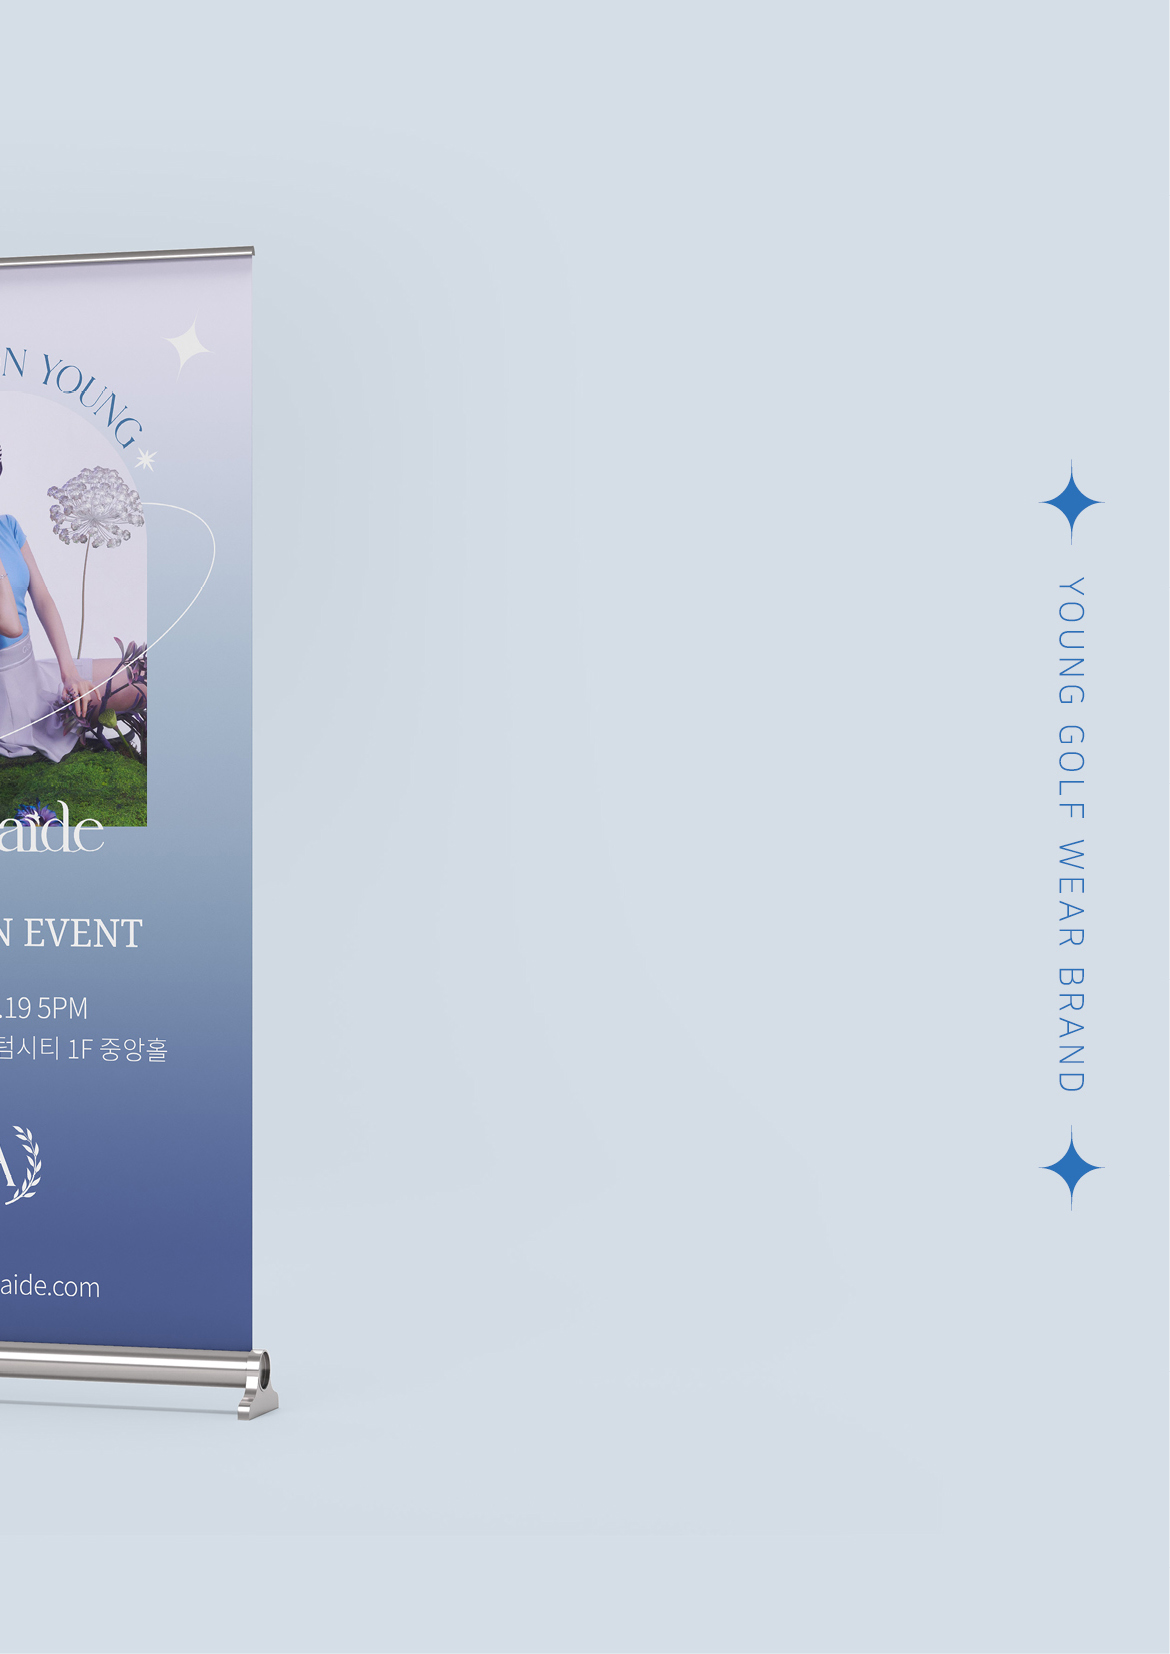 N YOUNG
aide
N EVENT
.19 5PM
텀시티 1F 중앙홀
A
aide.com
YOUNG GOLF WEAR BRAND